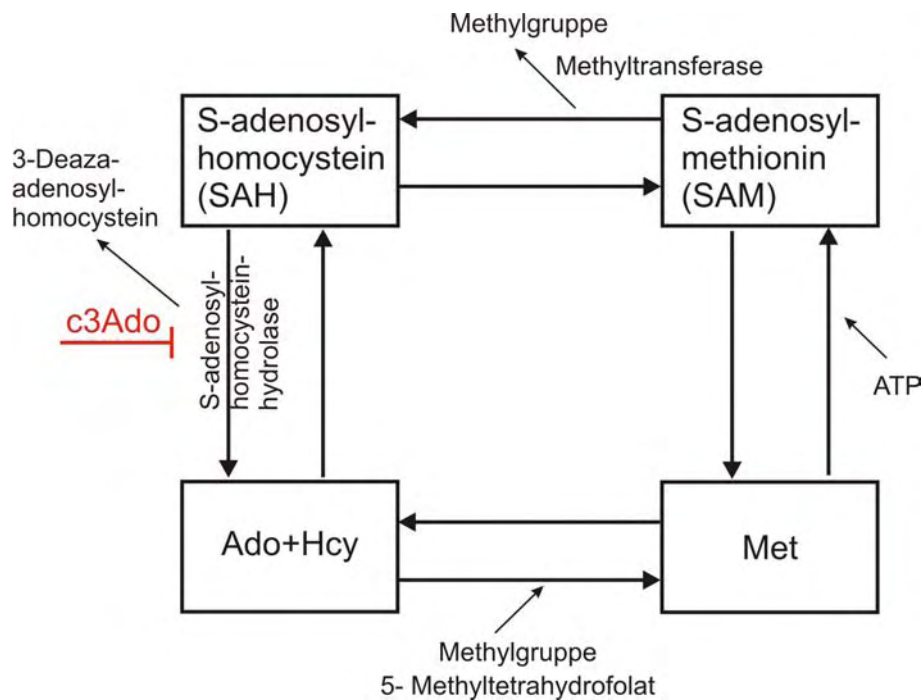 Methylgruppe
Methyltransferase
S-adenosyl-
homocystein
(SAH)
S-adenosyl-
methionin
(SAM)
3-Deaza-
adenosyl-
homocystein
c3Ado
S-adenosyl-
homocystein-
hydrolase
ATP
Ado+Hcy
Met
Methylgruppe
5- Methyltetrahydrofolat